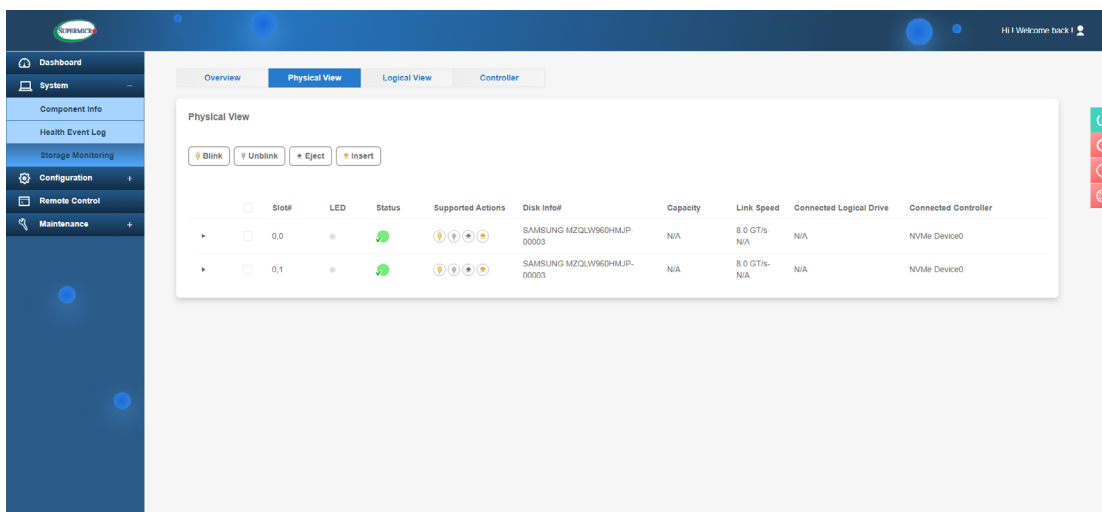 SUPERMICR
Hi ! Welcome back !
Dashboard
System −
Component Info
Health Event Log
Storage Monitoring
Configuration +
Remote Control
Maintenance +
Overview Physical View Logical View Controller
Physical View
Blink Unblink Eject Insert
Slot# LED Status Supported Actions Disk Info# Capacity Link Speed Connected Logical Drive Connected Controller
0,0 SAMSUNG MZQLW960HMJP-00003 N/A 8.0 GT/s-N/A N/A NVMe Device0
0,1 SAMSUNG MZQLW960HMJP-00003 N/A 8.0 GT/s-N/A N/A NVMe Device0